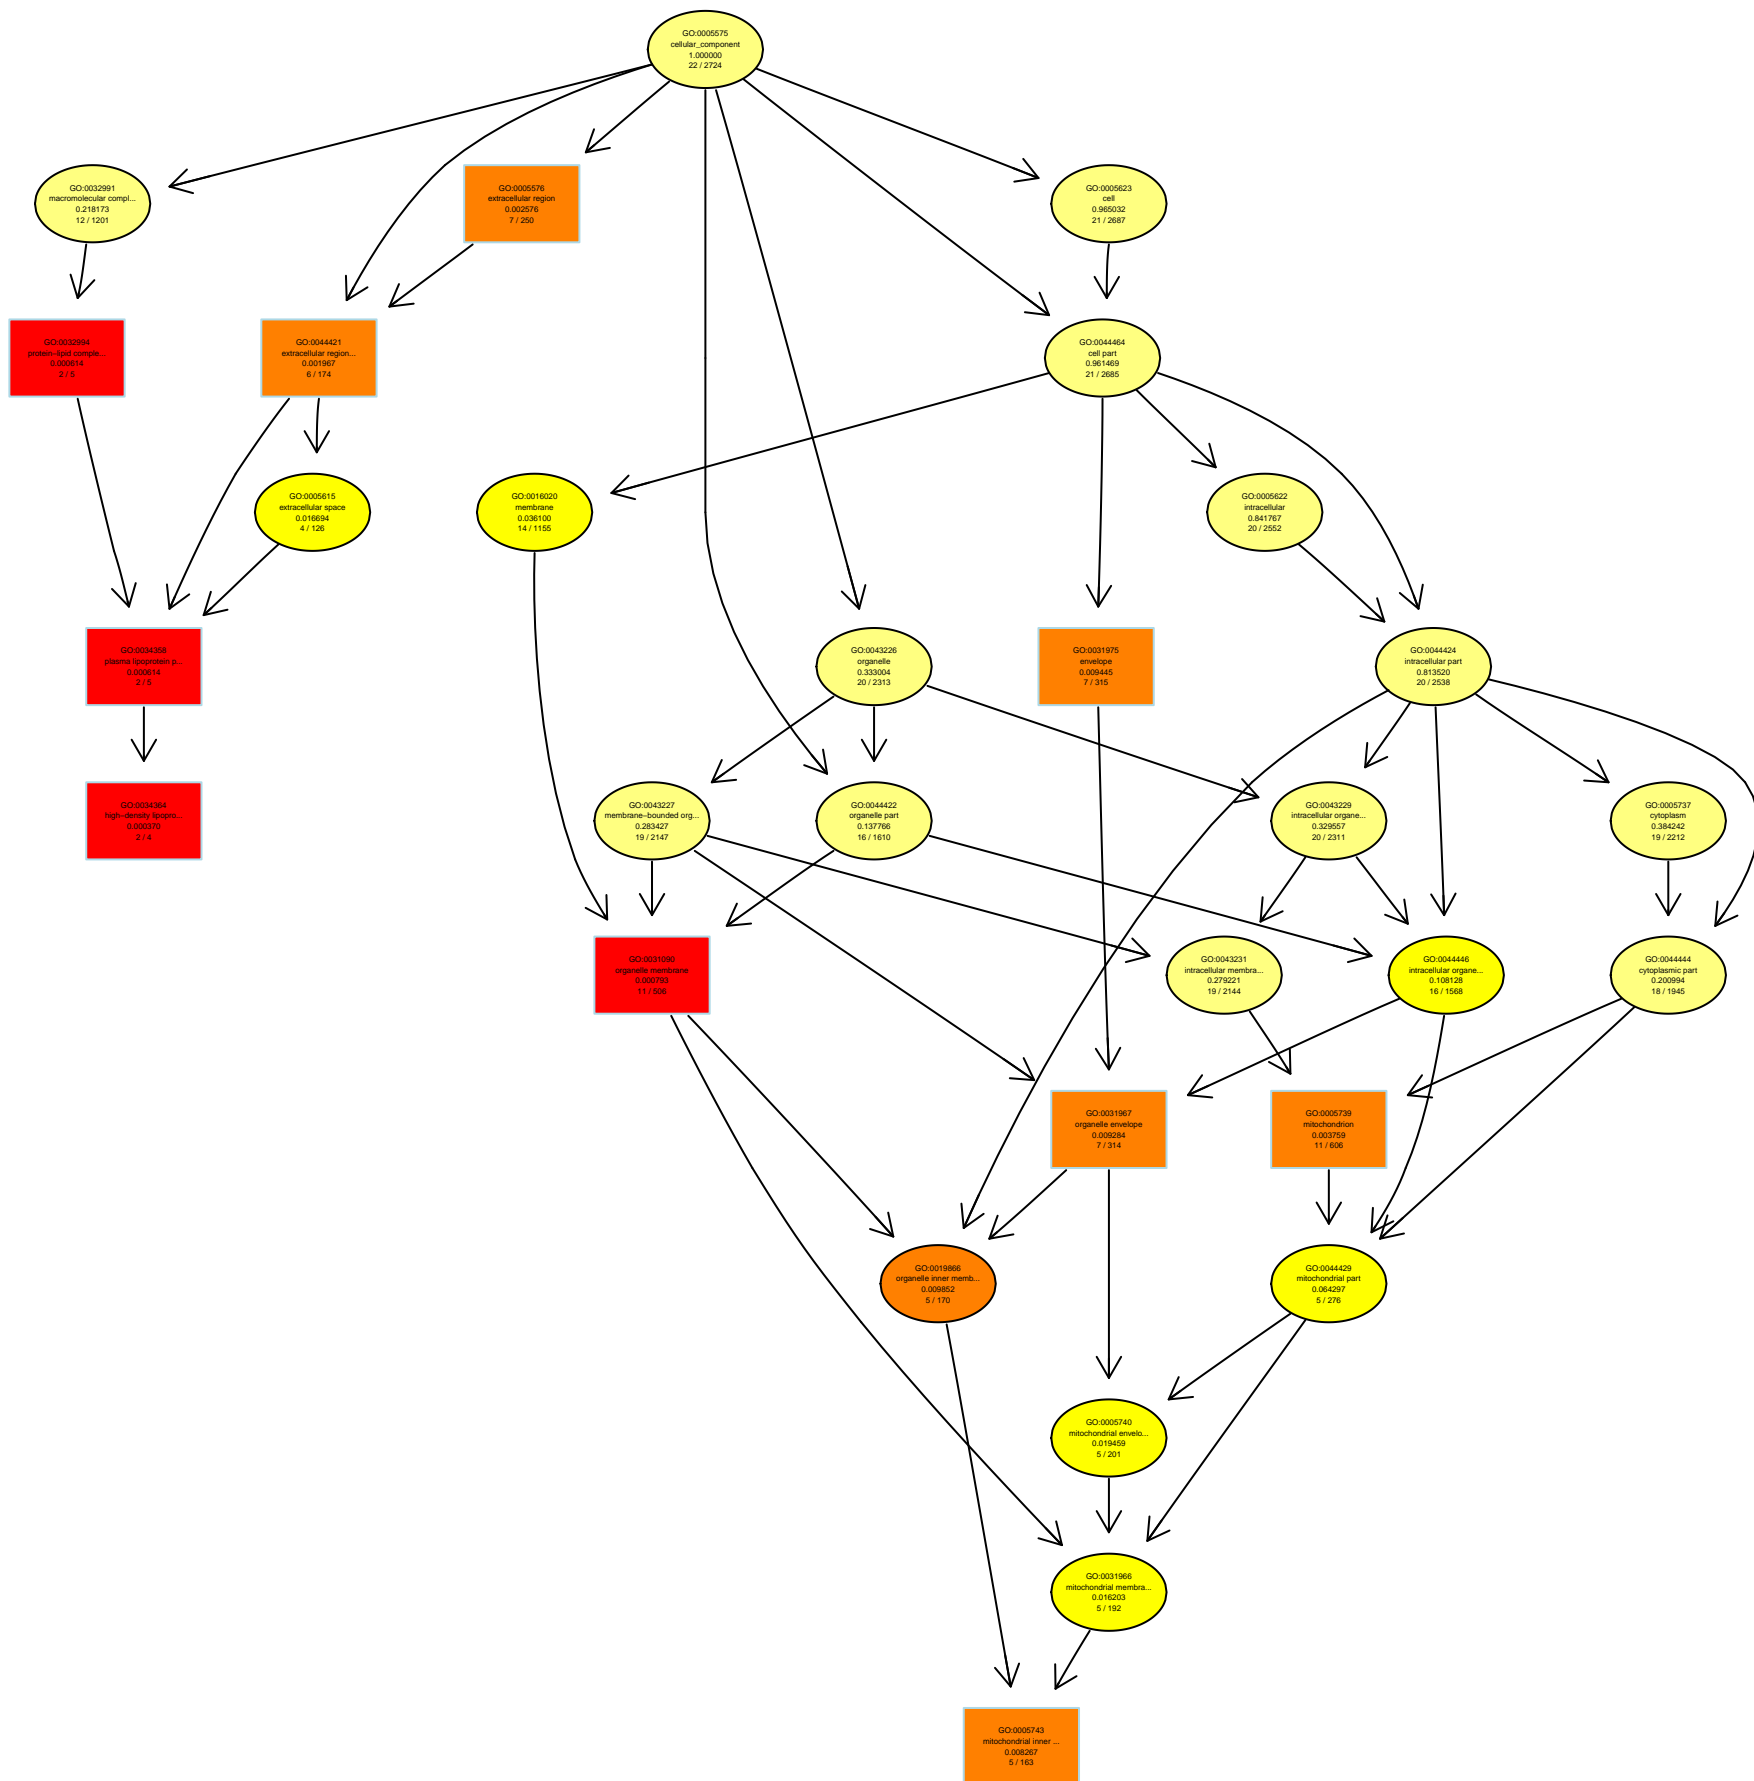 GO:0005575
cellular_component
1.000000
22 / 2724
GO:0032991
macromolecular compl...
0.218173
12 / 1201
GO:0005576
extracellular region
0.002576
7 / 250
GO:0005623
cell
0.965032
21 / 2687
GO:0032994
protein−lipid comple...
0.000614
2 / 5
GO:0044421
extracellular region...
0.001967
6 / 174
GO:0044464
cell part
0.961469
21 / 2685
GO:0005615
extracellular space
0.016694
4 / 126
GO:0016020
membrane
0.036100
14 / 1155
GO:0005622
intracellular
0.841767
20 / 2552
GO:0034358
plasma lipoprotein p...
0.000614
2 / 5
GO:0043226
organelle
0.333004
20 / 2313
GO:0031975
envelope
0.009445
7 / 315
GO:0044424
intracellular part
0.813520
20 / 2538
GO:0034364
high−density lipopro...
0.000370
2 / 4
GO:0043227
membrane−bounded org...
0.283427
19 / 2147
GO:0044422
organelle part
0.137766
16 / 1610
GO:0043229
intracellular organe...
0.329557
20 / 2311
GO:0005737
cytoplasm
0.384242
19 / 2212
GO:0031090
organelle membrane
0.000793
11 / 506
GO:0043231
intracellular membra...
0.279221
19 / 2144
GO:0044446
intracellular organe...
0.108128
16 / 1568
GO:0044444
cytoplasmic part
0.200994
18 / 1945
GO:0031967
organelle envelope
0.009284
7 / 314
GO:0005739
mitochondrion
0.003759
11 / 606
GO:0019866
organelle inner memb...
0.009852
5 / 170
GO:0044429
mitochondrial part
0.064297
5 / 276
GO:0005740
mitochondrial envelo...
0.019459
5 / 201
GO:0031966
mitochondrial membra...
0.016203
5 / 192
GO:0005743
mitochondrial inner ...
0.008267
5 / 163